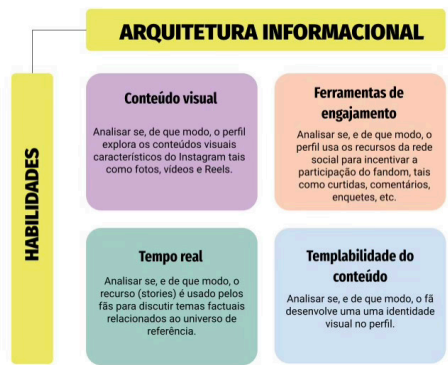 ARQUITETURA INFORMACIONAL
HABILIDADES
Conteúdo visual
Analisar se, de que modo, o perfil
explora os conteúdos visuais
característicos do Instagram tais
como fotos, vídeos e Reels.
Ferramentas de
engajamento
Analisar se, e de que modo, o
perfil usa os recursos da rede
social para incentivar a
participação do fandom, tais
como curtidas, comentários,
enquetes, etc.
Tempo real
Analisar se, e de que modo, o
recurso (stories) é usado pelos
fãs para discutir temas factuais
relacionados ao universo de
referência.
Templabilidade do
conteúdo
Analisar se, e de que modo, o fã
desenvolve uma uma identidade
visual no perfil.